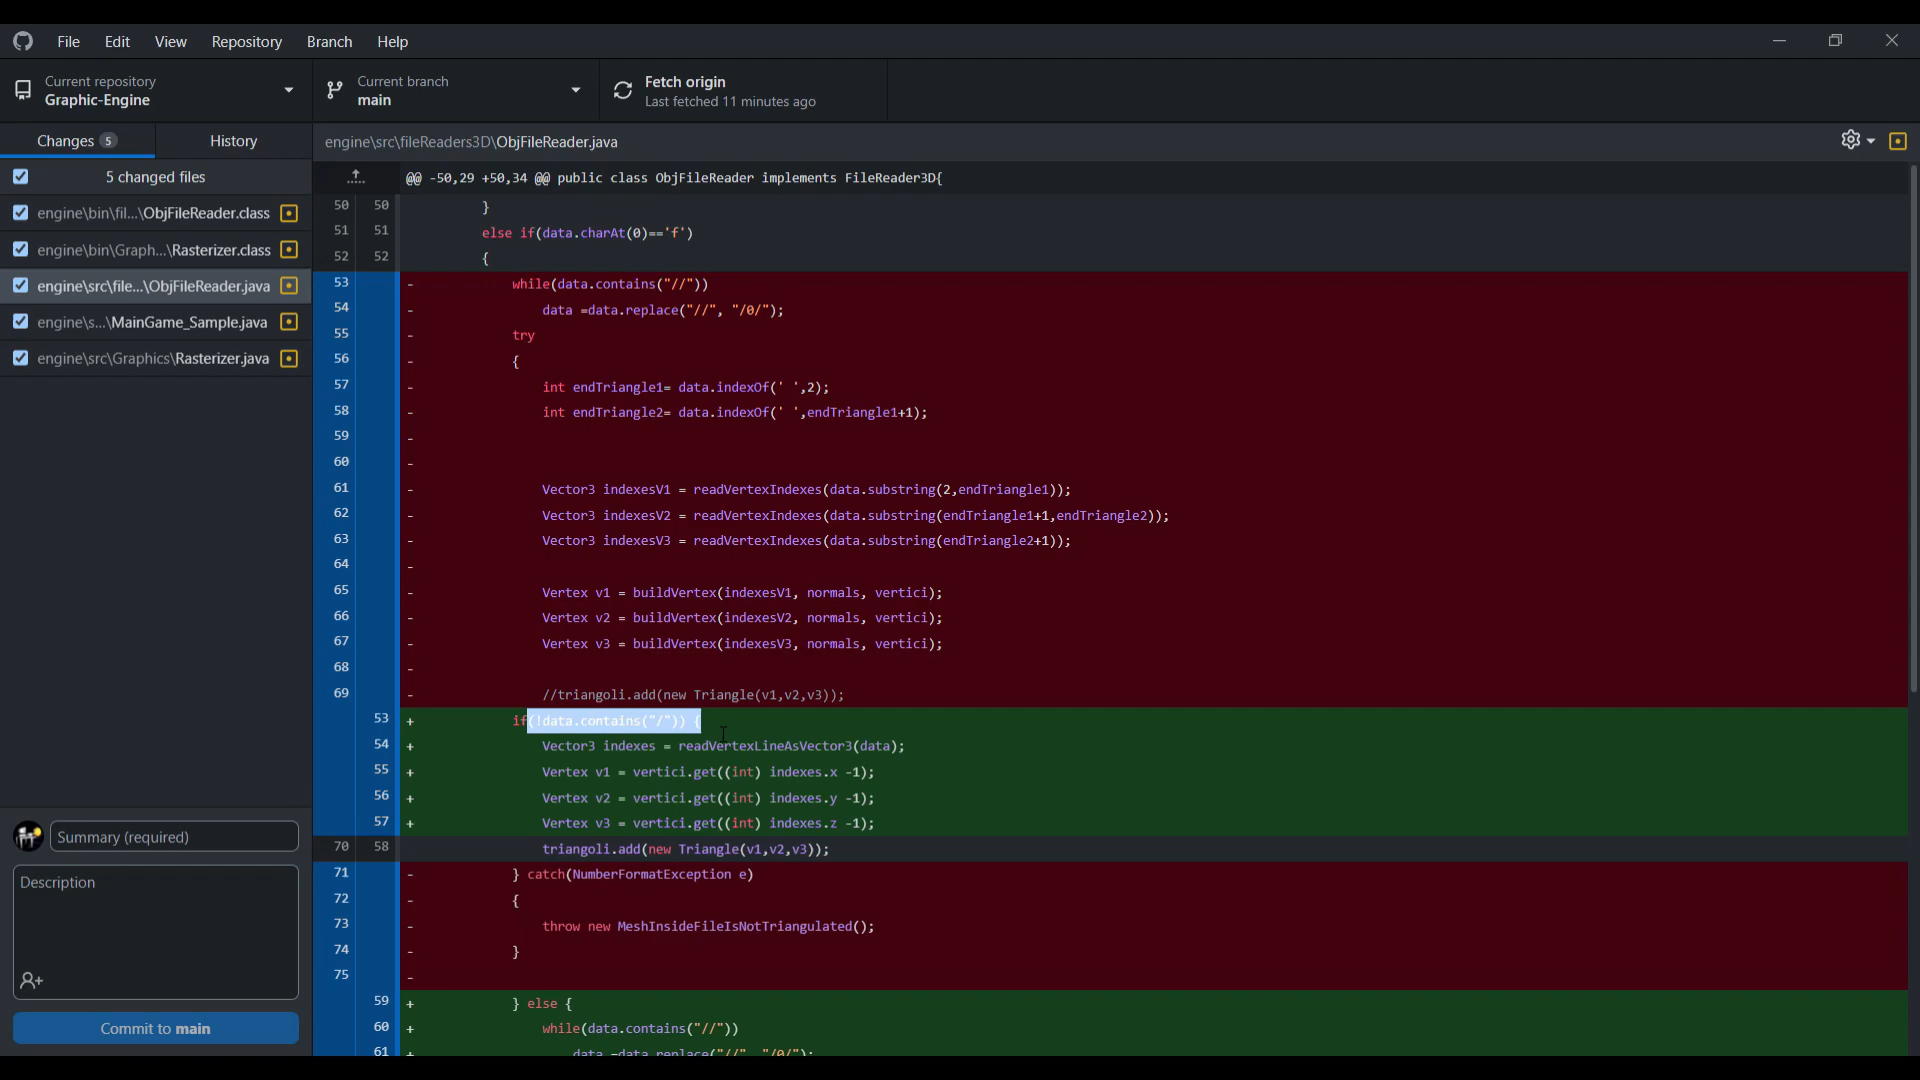 File Edit View Repository Branch Help
Current repository
Graphic-Engine
Current branch
main
Fetch origin
Last fetched 11 minutes ago
Changes 5
History
5 changed files
engine\bin\fil...\ObjFileReader.class
engine\bin\Graph...\Rasterizer.class
engine\src\file...\ObjFileReader.java
engine\s...\MainGame_Sample.java
engine\src\Graphics\Rasterizer.java
Summary (required)
Description
Commit to main
engine\src\fileReaders3D\ObjFileReader.java
@@ -50,29 +50,34 @@ public class ObjFileReader implements FileReader3D{
50 50 }
51 51 else if(data.charAt(0)=='f')
52 52 {
53 - while(data.contains("//"))
54 - data =data.replace("//", "/0/");
55 - try
56 - {
57 - int endTriangle1= data.indexOf(' ',2);
58 - int endTriangle2= data.indexOf(' ',endTriangle1+1);
59 -
60 -
61 - Vector3 indexesV1 = readVertexIndexes(data.substring(2,endTriangle1));
62 - Vector3 indexesV2 = readVertexIndexes(data.substring(endTriangle1+1,endTriangle2));
63 - Vector3 indexesV3 = readVertexIndexes(data.substring(endTriangle2+1));
64 -
65 - Vertex v1 = buildVertex(indexesV1, normals, vertici);
66 - Vertex v2 = buildVertex(indexesV2, normals, vertici);
67 - Vertex v3 = buildVertex(indexesV3, normals, vertici);
68 -
69 - //triangoli.add(new Triangle(v1,v2,v3));
53 + if(!data.contains("/")) {
54 + Vector3 indexes = readVertexLineAsVector3(data);
55 + Vertex v1 = vertici.get((int) indexes.x -1);
56 + Vertex v2 = vertici.get((int) indexes.y -1);
57 + Vertex v3 = vertici.get((int) indexes.z -1);
70 58 triangoli.add(new Triangle(v1,v2,v3));
71 - } catch(NumberFormatException e)
72 - {
73 - throw new MeshInsideFileIsNotTriangulated();
74 - }
75 -
59 + } else {
60 + while(data.contains("//"))
61 + data =data.replace("//", "/0/");